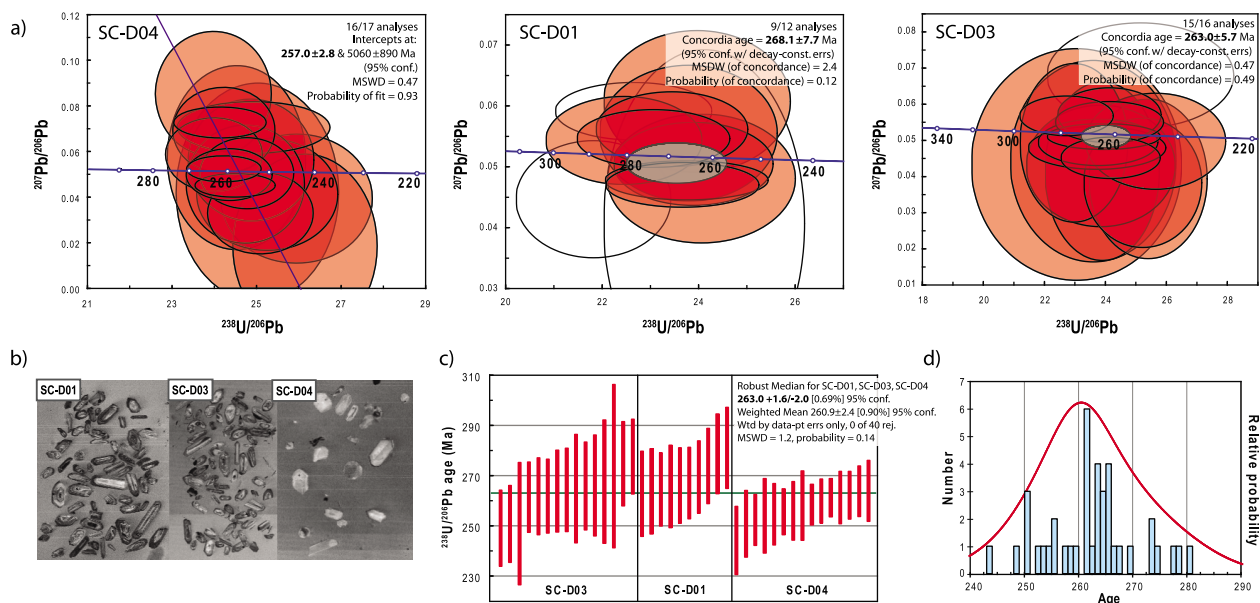 a)
SC-D04
16/17 analyses
Intercepts at:
257.0±2.8 & 5060±890 Ma
(95% conf.)
MSWD = 0.47
Probability of fit = 0.93
0.12
0.10
0.08
0.06
0.04
0.02
0.00
280
260
240
220
21
23
25
27
29
207Pb/206Pb
238U/206Pb
SC-D01
9/12 analyses
Concordia age = 268.1±7.7 Ma
(95% conf. w/ decay-const. errs)
MSDW (of concordance) = 2.4
Probability (of concordance) = 0.12
0.07
0.06
0.05
0.04
0.03
300
280
260
240
20
22
24
26
207Pb/206Pb
238U/206Pb
SC-D03
15/16 analyses
Concordia age = 263.0±5.7 Ma
(95% conf. w/ decay-const. errs)
MSDW (of concordance) = 0.47
Probability (of concordance) = 0.49
0.08
0.07
0.06
0.05
0.04
0.03
0.02
0.01
340
300
260
220
18
20
22
24
26
28
207Pb/206Pb
238U/206Pb
b)
SC-D01
SC-D03
SC-D04
c)
310
290
270
250
230
238U/206Pb age (Ma)
Robust Median for SC-D01, SC-D03, SC-D04
263.0 +1.6/-2.0 [0.69%] 95% conf.
Weighted Mean 260.9±2.4 [0.90%] 95% conf.
Wtd by data-pt errs only, 0 of 40 rej.
MSWD = 1.2, probability = 0.14
SC-D03
SC-D01
SC-D04
d)
7
6
5
4
3
2
1
0
240
250
260
270
280
290
Number
Age
Relative probability